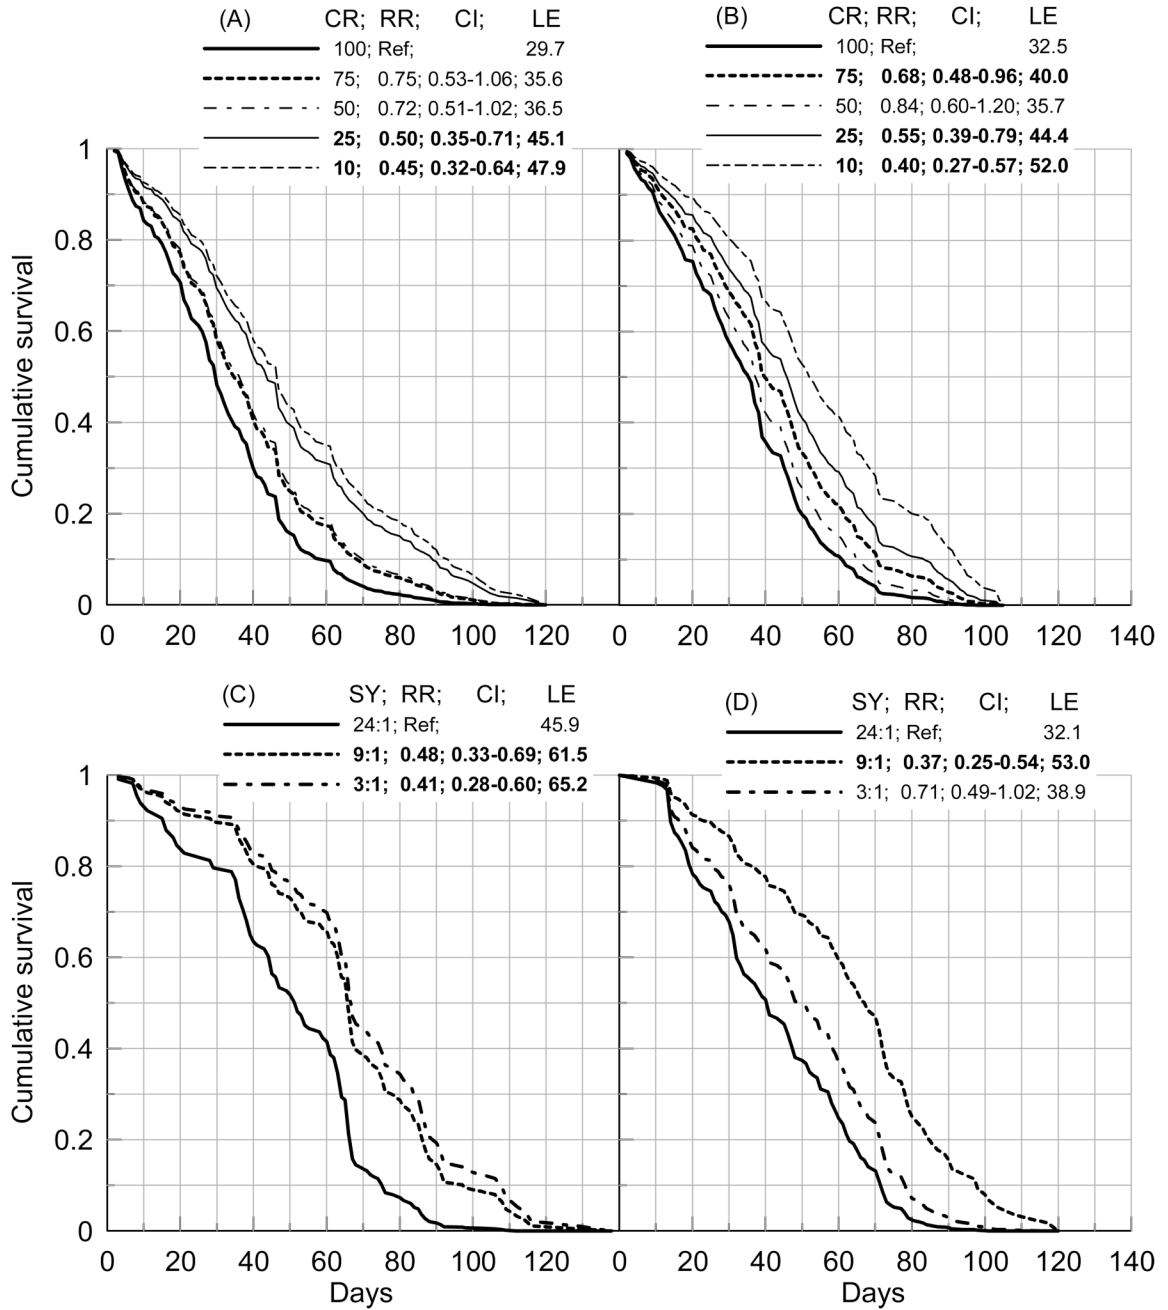 (A) CR; RR; CI; LE
100; Ref; 29.7
75; 0.75; 0.53-1.06; 35.6
50; 0.72; 0.51-1.02; 36.5
25; 0.50; 0.35-0.71; 45.1
10; 0.45; 0.32-0.64; 47.9
1
0.8
0.6
0.4
0.2
0
Cumulative survival
0 20 40 60 80 100 120
(B) CR; RR; CI; LE
100; Ref; 32.5
75; 0.68; 0.48-0.96; 40.0
50; 0.84; 0.60-1.20; 35.7
25; 0.55; 0.39-0.79; 44.4
10; 0.40; 0.27-0.57; 52.0
0 20 40 60 80 100 120 140
(C) SY; RR; CI; LE
24:1; Ref; 45.9
9:1; 0.48; 0.33-0.69; 61.5
3:1; 0.41; 0.28-0.60; 65.2
1
0.8
0.6
0.4
0.2
0
Cumulative survival
0 20 40 60 80 100 120
Days
(D) SY; RR; CI; LE
24:1; Ref; 32.1
9:1; 0.37; 0.25-0.54; 53.0
3:1; 0.71; 0.49-1.02; 38.9
0 20 40 60 80 100 120 140
Days